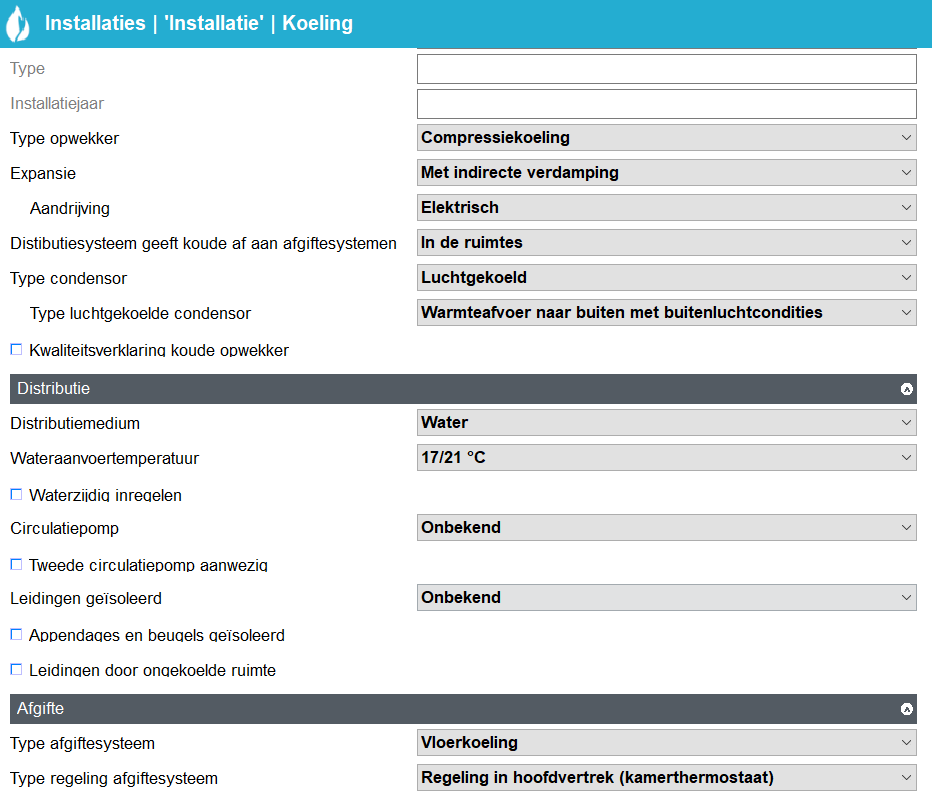 Installaties | 'Installatie' | Koeling
Type
Installatiejaar
Type opwekker Compressiekoeling
Expansie Met indirecte verdamping
Aandrijving Elektrisch
Distibutiesysteem geeft koude af aan afgiftesystemen In de ruimtes
Type condensor Luchtgekoeld
Type luchtgekoelde condensor Warmteafvoer naar buiten met buitenluchtcondities
Kwaliteitsverklaring koude opwekker
Distributie
Distributiemedium Water
Wateraanvoertemperatuur 17/21 °C
Waterzijdig inregelen
Circulatiepomp Onbekend
Tweede circulatiepomp aanwezig
Leidingen geïsoleerd Onbekend
Appendages en beugels geïsoleerd
Leidingen door ongekoelde ruimte
Afgifte
Type afgiftesysteem Vloerkoeling
Type regeling afgiftesysteem Regeling in hoofdvertrek (kamerthermostaat)